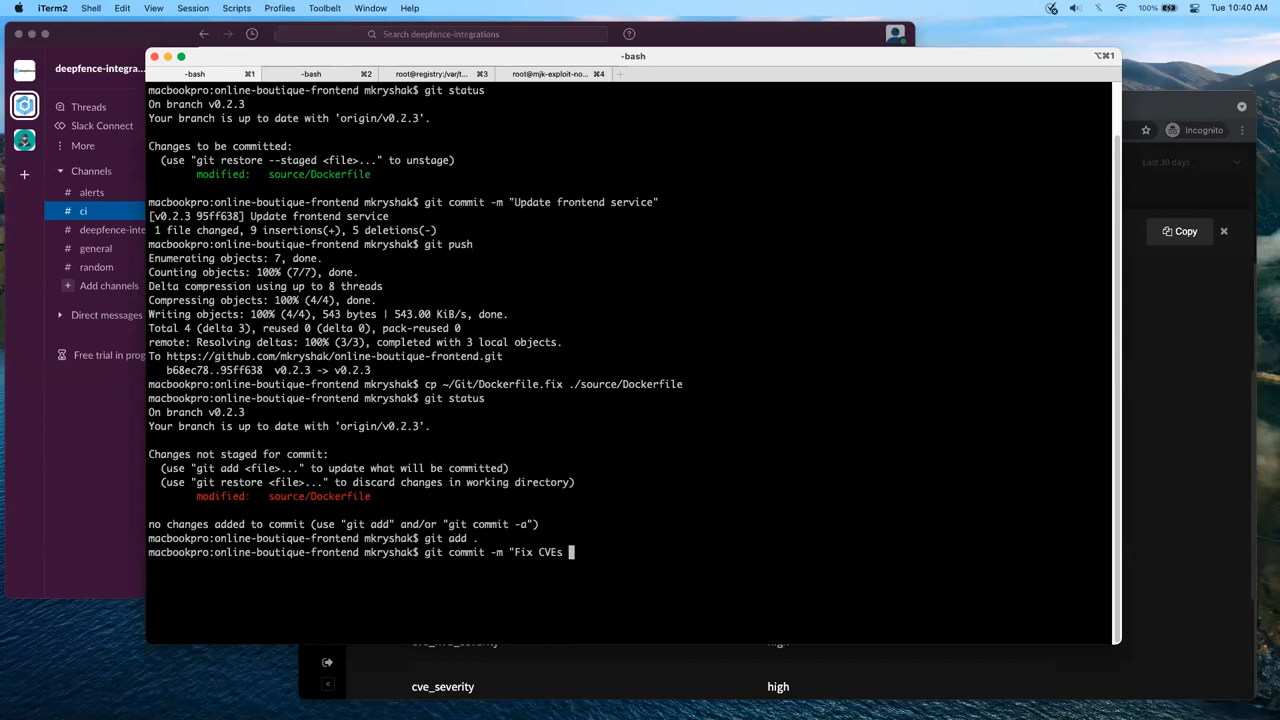 iTerm2 Shell Edit View Session Scripts Profiles Toolbelt Window Help 100% Tue 10:40 AM
Search deepfence-integrations
-bash ⌥⌘1
-bash ⌘1 -bash ⌘2 root@registry:/var/t... ⌘3 root@mjk-exploit-no... ⌘4
deepfence-integra...
Threads
Slack Connect
More
Channels
# alerts
# ci
# deepfence-inte
# general
# random
+ Add channels
Direct messages
Free trial in prog
macbookpro:online-boutique-frontend mkryshak$ git status
On branch v0.2.3
Your branch is up to date with 'origin/v0.2.3'.
Changes to be committed:
(use "git restore --staged <file>..." to unstage)
modified: source/Dockerfile
macbookpro:online-boutique-frontend mkryshak$ git commit -m "Update frontend service"
[v0.2.3 95ff638] Update frontend service
1 file changed, 9 insertions(+), 5 deletions(-)
macbookpro:online-boutique-frontend mkryshak$ git push
Enumerating objects: 7, done.
Counting objects: 100% (7/7), done.
Delta compression using up to 8 threads
Compressing objects: 100% (4/4), done.
Writing objects: 100% (4/4), 543 bytes | 543.00 KiB/s, done.
Total 4 (delta 3), reused 0 (delta 0), pack-reused 0
remote: Resolving deltas: 100% (3/3), completed with 3 local objects.
To https://github.com/mkryshak/online-boutique-frontend.git
b68ec78..95ff638 v0.2.3 -> v0.2.3
macbookpro:online-boutique-frontend mkryshak$ cp ~/Git/Dockerfile.fix ./source/Dockerfile
macbookpro:online-boutique-frontend mkryshak$ git status
On branch v0.2.3
Your branch is up to date with 'origin/v0.2.3'.
Changes not staged for commit:
(use "git add <file>..." to update what will be committed)
(use "git restore <file>..." to discard changes in working directory)
modified: source/Dockerfile
no changes added to commit (use "git add" and/or "git commit -a")
macbookpro:online-boutique-frontend mkryshak$ git add .
macbookpro:online-boutique-frontend mkryshak$ git commit -m "Fix CVEs
Incognito
Last 30 days
Copy
high
cve_severity high